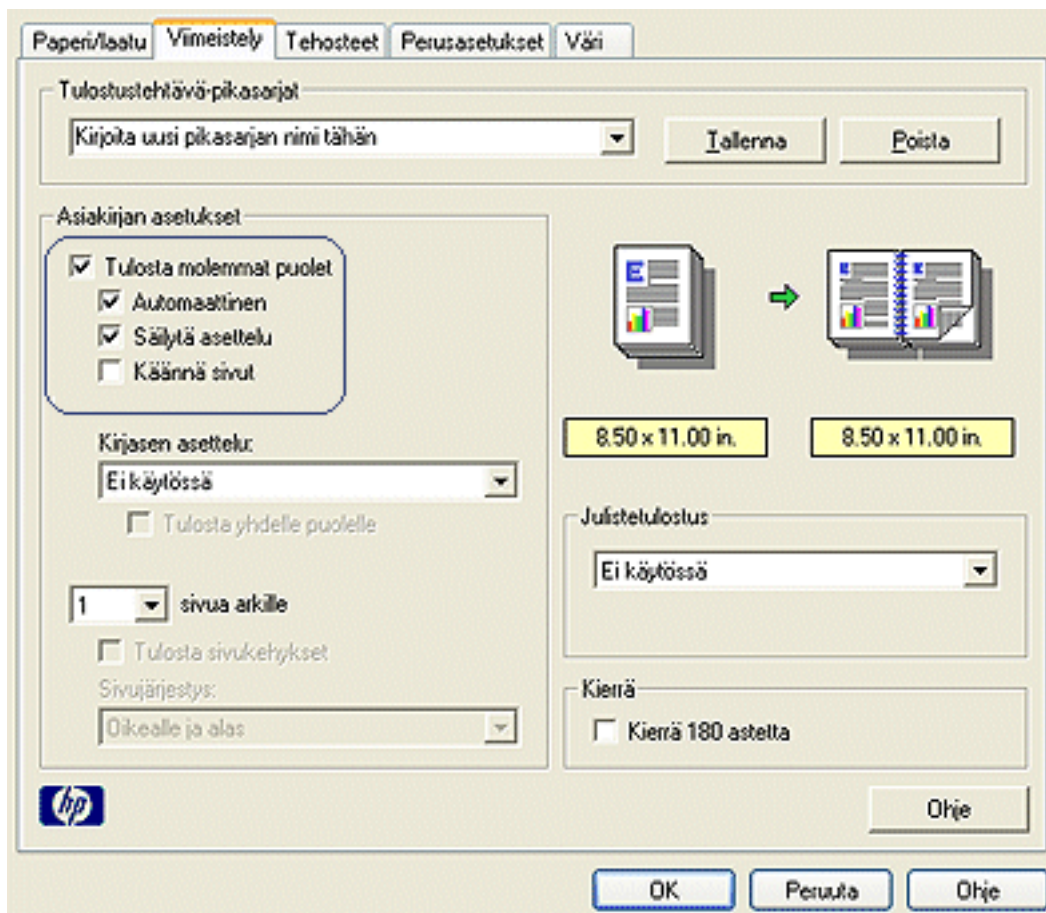 Paperi/laatu Viimeistely Tehosteet Perusasetukset Väri
Tulostustehtävä-pikasarjat
Kirjoita uusi pikasarjan nimi tähän Tallenna Poista
Asiakirjan asetukset
Tulosta molemmat puolet
Automaattinen
Säilytä asettelu
Käännä sivut
8.50 x 11.00 in. 8.50 x 11.00 in.
Kirjasen asettelu:
Ei käytössä
Tulosta yhdelle puolelle
Julistetulostus
Ei käytössä
1 sivua arkille
Tulosta sivukehykset
Sivujärjestys:
Oikealle ja alas
Kierrä
Kierrä 180 astetta
hp
Ohje
OK Peruuta Ohje